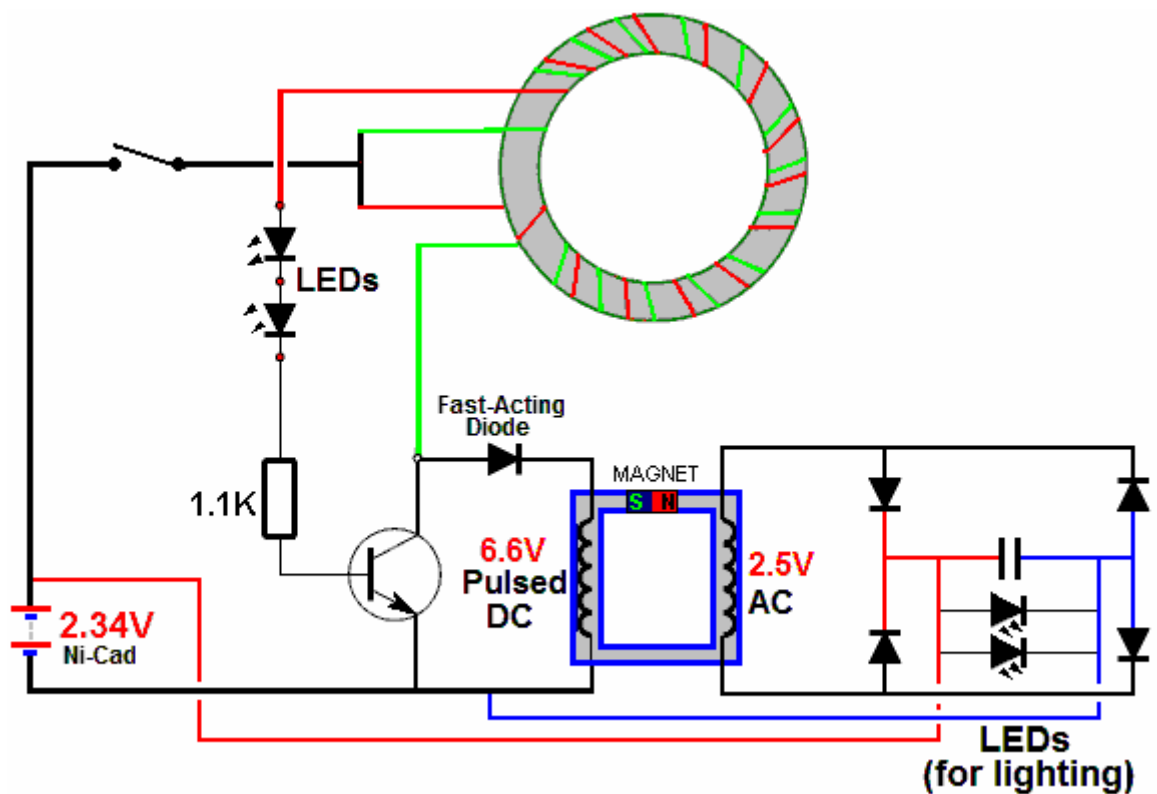 LEDs
Fast-Acting
Diode
1.1K
MAGNET
S N
6.6V
Pulsed
DC
2.5V
AC
2.34V
Ni-Cad
LEDs
(for lighting)